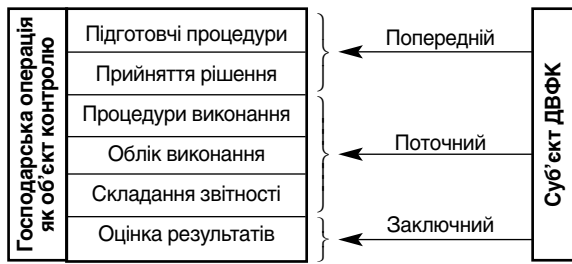 Господарська операція
як об’єкт контролю
Підготовчі процедури
Прийняття рішення
Процедури виконання
Облік виконання
Складання звітності
Оцінка результатів
Попередній
Поточний
Заключний
Суб’єкт ДВФК